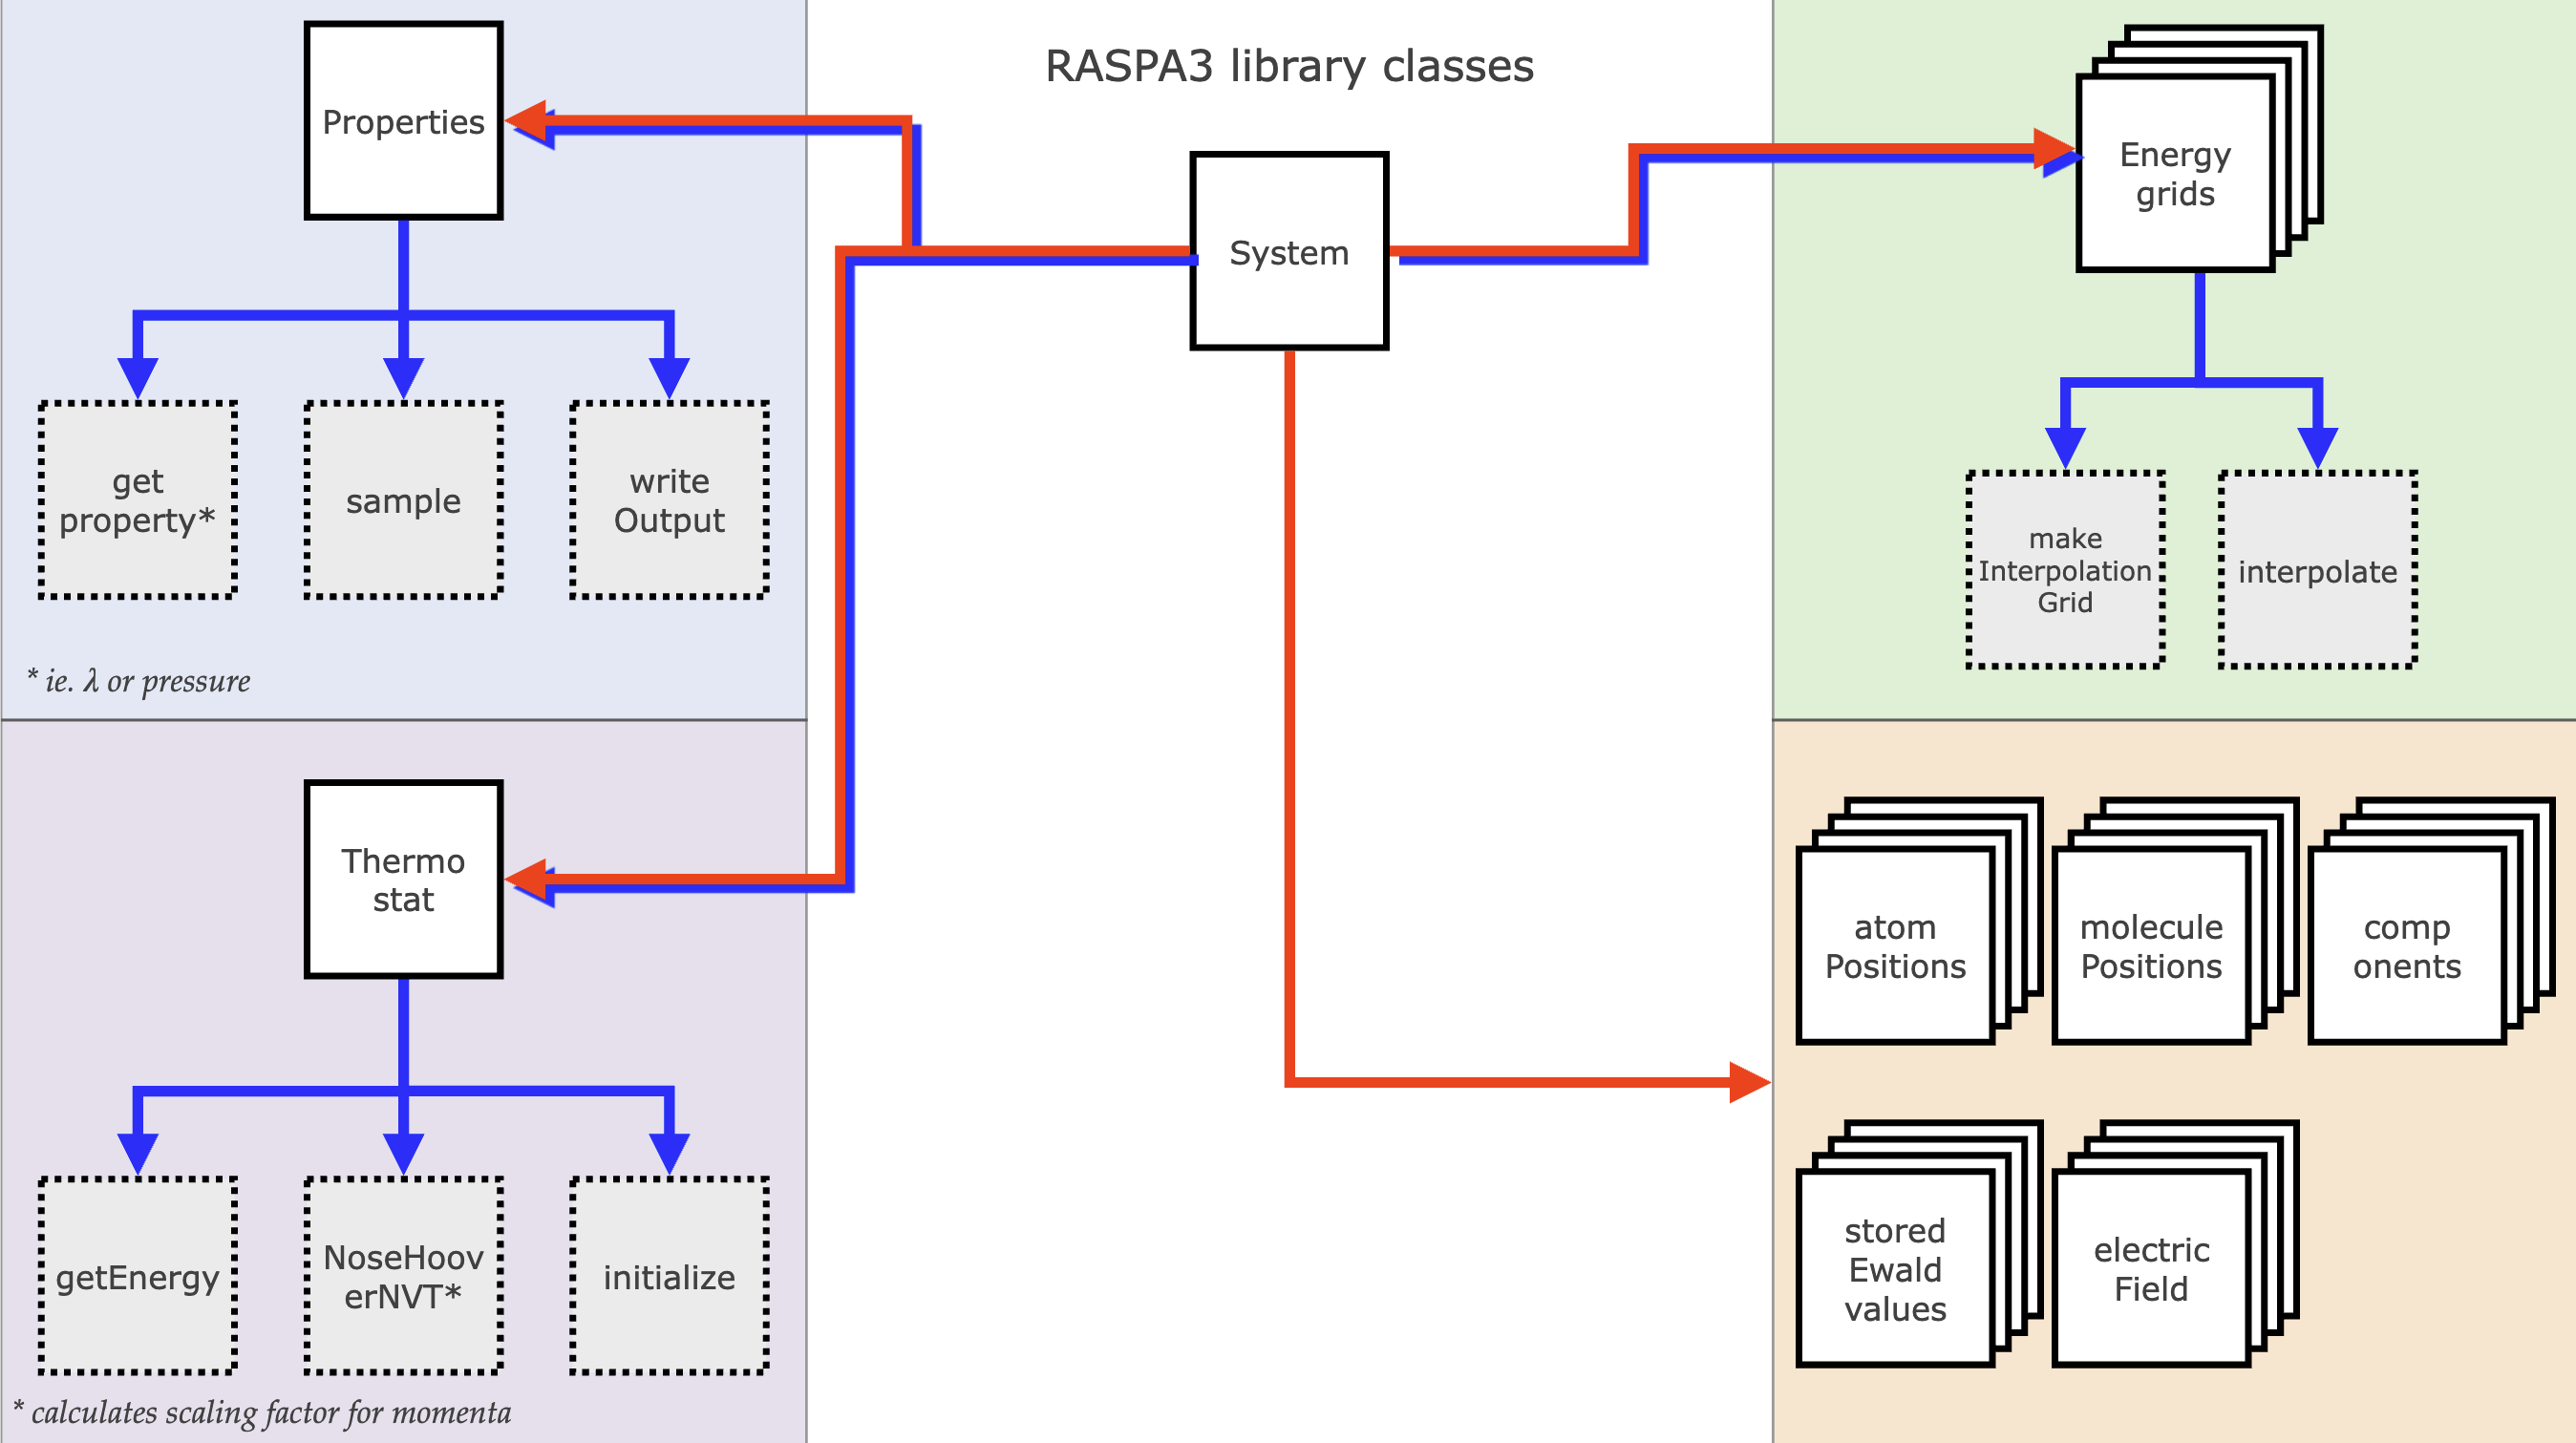 RASPA3 library classes
Properties
System
Energy
grids
get
property*
sample
write
Output
make
Interpolation
Grid
interpolate
* ie. λ or pressure
Thermo
stat
atom
Positions
molecule
Positions
comp
onents
getEnergy
NoseHoov
erNVT*
initialize
stored
Ewald
values
electric
Field
* calculates scaling factor for momenta